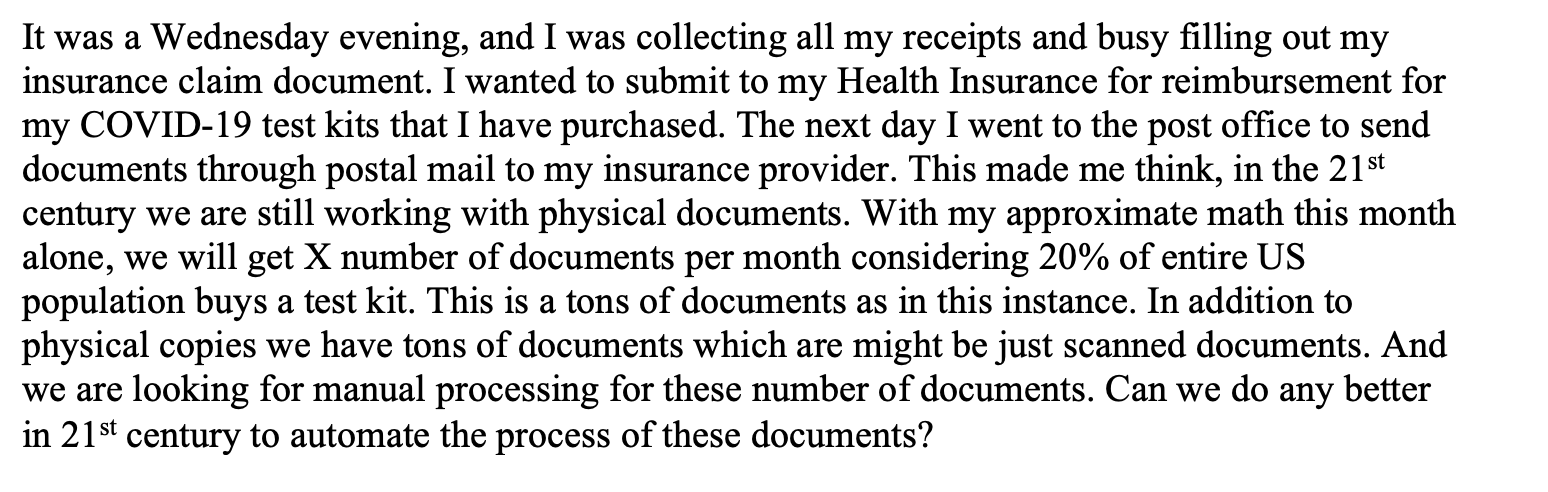 It was a Wednesday evening, and I was collecting all my receipts and busy filling out my
insurance claim document. I wanted to submit to my Health Insurance for reimbursement for
my COVID-19 test kits that I have purchased. The next day I went to the post office to send
documents through postal mail to my insurance provider. This made me think, in the 21st
century we are still working with physical documents. With my approximate math this month
alone, we will get X number of documents per month considering 20% of entire US
population buys a test kit. This is a tons of documents as in this instance. In addition to
physical copies we have tons of documents which are might be just scanned documents. And
we are looking for manual processing for these number of documents. Can we do any better
in 21st century to automate the process of these documents?